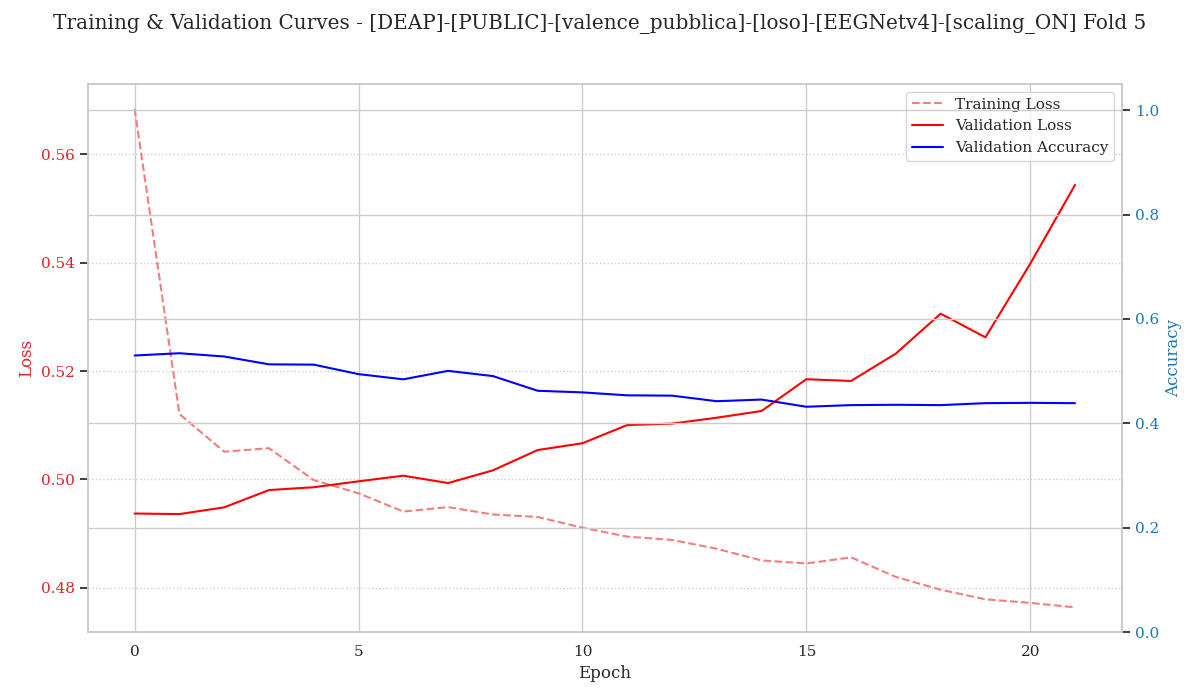 Training & Validation Curves - [DEAP]-[PUBLIC]-[valence_pubblica]-[loso]-[EEGNetv4]-[scaling_ON] Fold 5
Training Loss
Validation Loss
Validation Accuracy
Loss
0.56
0.54
0.52
0.50
0.48
1.0
0.8
0.6
0.4
0.2
0.0
Accuracy
0
5
10
15
20
Epoch